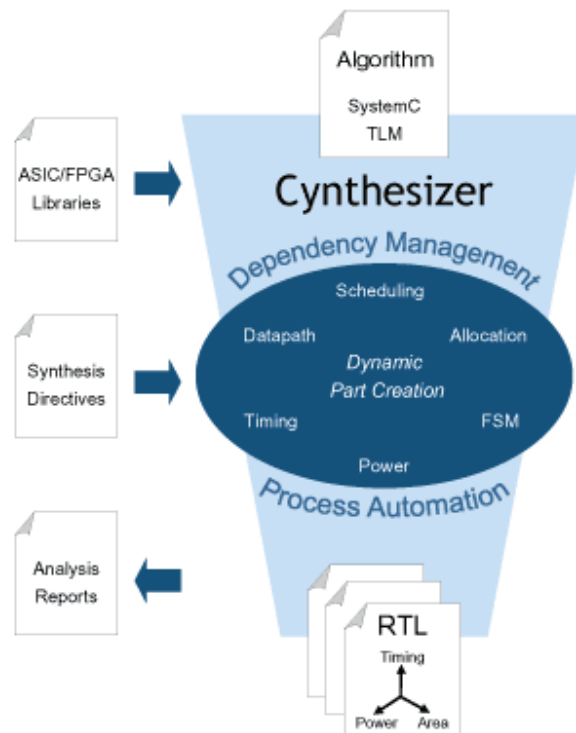 Algorithm
SystemC
TLM
ASIC/FPGA
Libraries
Cynthesizer
Dependency Management
Scheduling
Datapath
Allocation
Dynamic
Part Creation
Synthesis
Directives
Timing
FSM
Power
Process Automation
Analysis
Reports
RTL
Timing
Power
Area